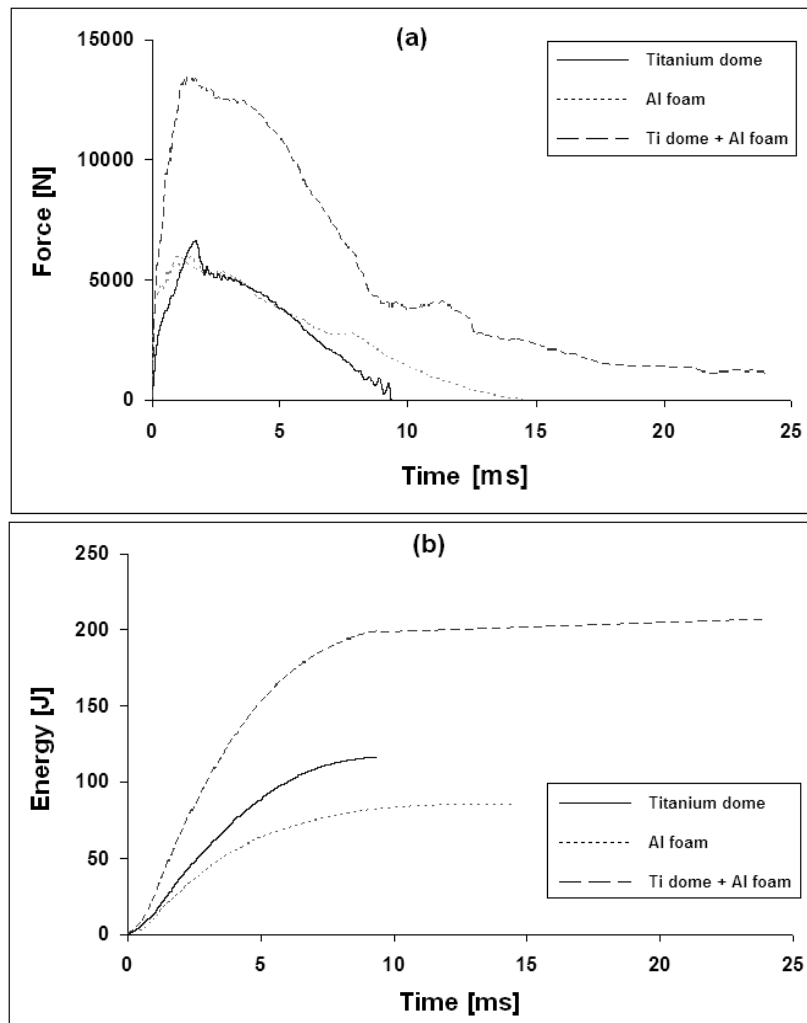 (a)
15000
10000
5000
0
Force [N]
Titanium dome
Al foam
Ti dome + Al foam
0 5 10 15 20 25
Time [ms]
(b)
250
200
150
100
50
0
Energy [J]
Titanium dome
Al foam
Ti dome + Al foam
0 5 10 15 20 25
Time [ms]